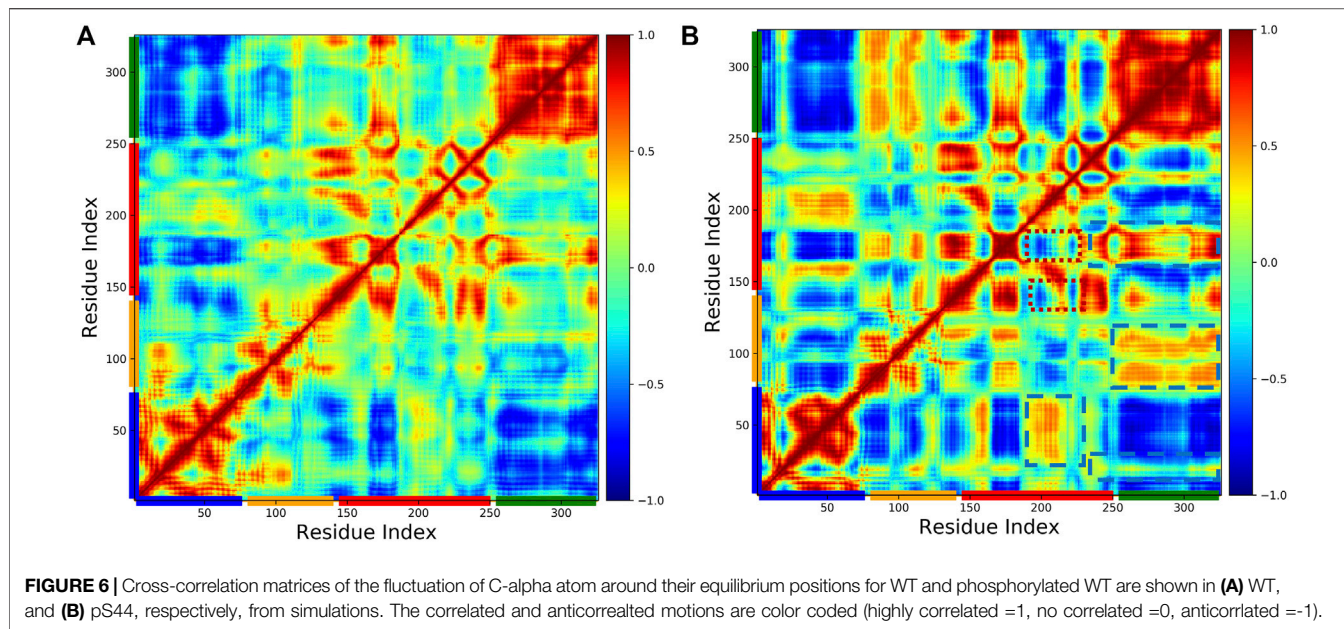 A
B
300
250
200
150
100
50
Residue Index
50 100 150 200 250 300
Residue Index
1.0
0.5
0.0
−0.5
−1.0
300
250
200
150
100
50
Residue Index
50 100 150 200 250 300
Residue Index
1.0
0.5
0.0
−0.5
−1.0
FIGURE 6 | Cross-correlation matrices of the fluctuation of C-alpha atom around their equilibrium positions for WT and phosphorylated WT are shown in (A) WT,
and (B) pS44, respectively, from simulations. The correlated and anticorrealted motions are color coded (highly correlated =1, no correlated =0, anticorrlated =-1).